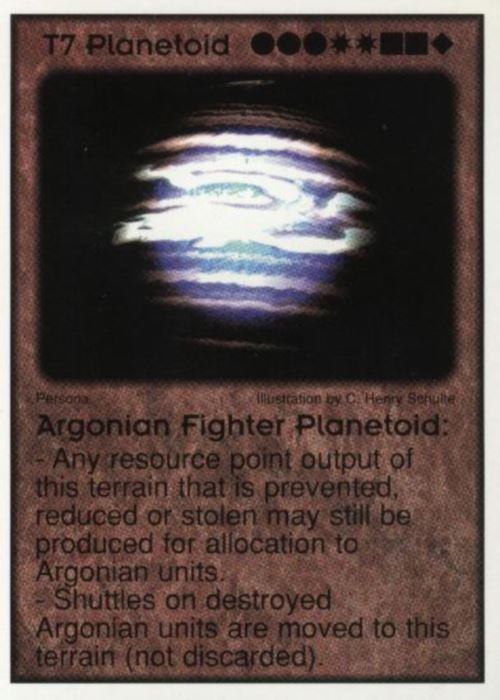 T7 Planetoid
Persona
Illustration by C. Henry Schulte
Argonian Fighter Planetoid:
- Any resource point output of
this terrain that is prevented,
reduced or stolen may still be
produced for allocation to
Argonian units.
- Shuttles on destroyed
Argonian units are moved to this
terrain (not discarded).